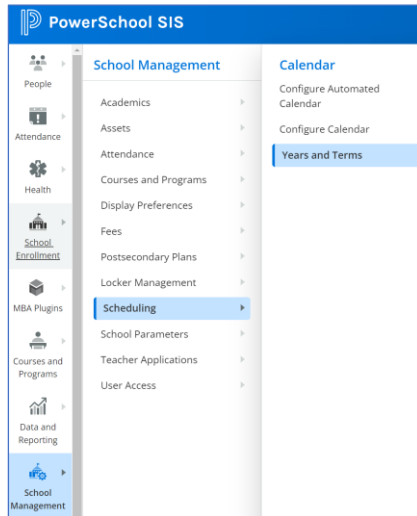 PowerSchool SIS
People
Attendance
Health
School
Enrollment
MBA Plugins
Courses and
Programs
Data and
Reporting
School
Management
School Management
Academics
Assets
Attendance
Courses and Programs
Display Preferences
Fees
Postsecondary Plans
Locker Management
Scheduling
School Parameters
Teacher Applications
User Access
Calendar
Configure Automated
Calendar
Configure Calendar
Years and Terms